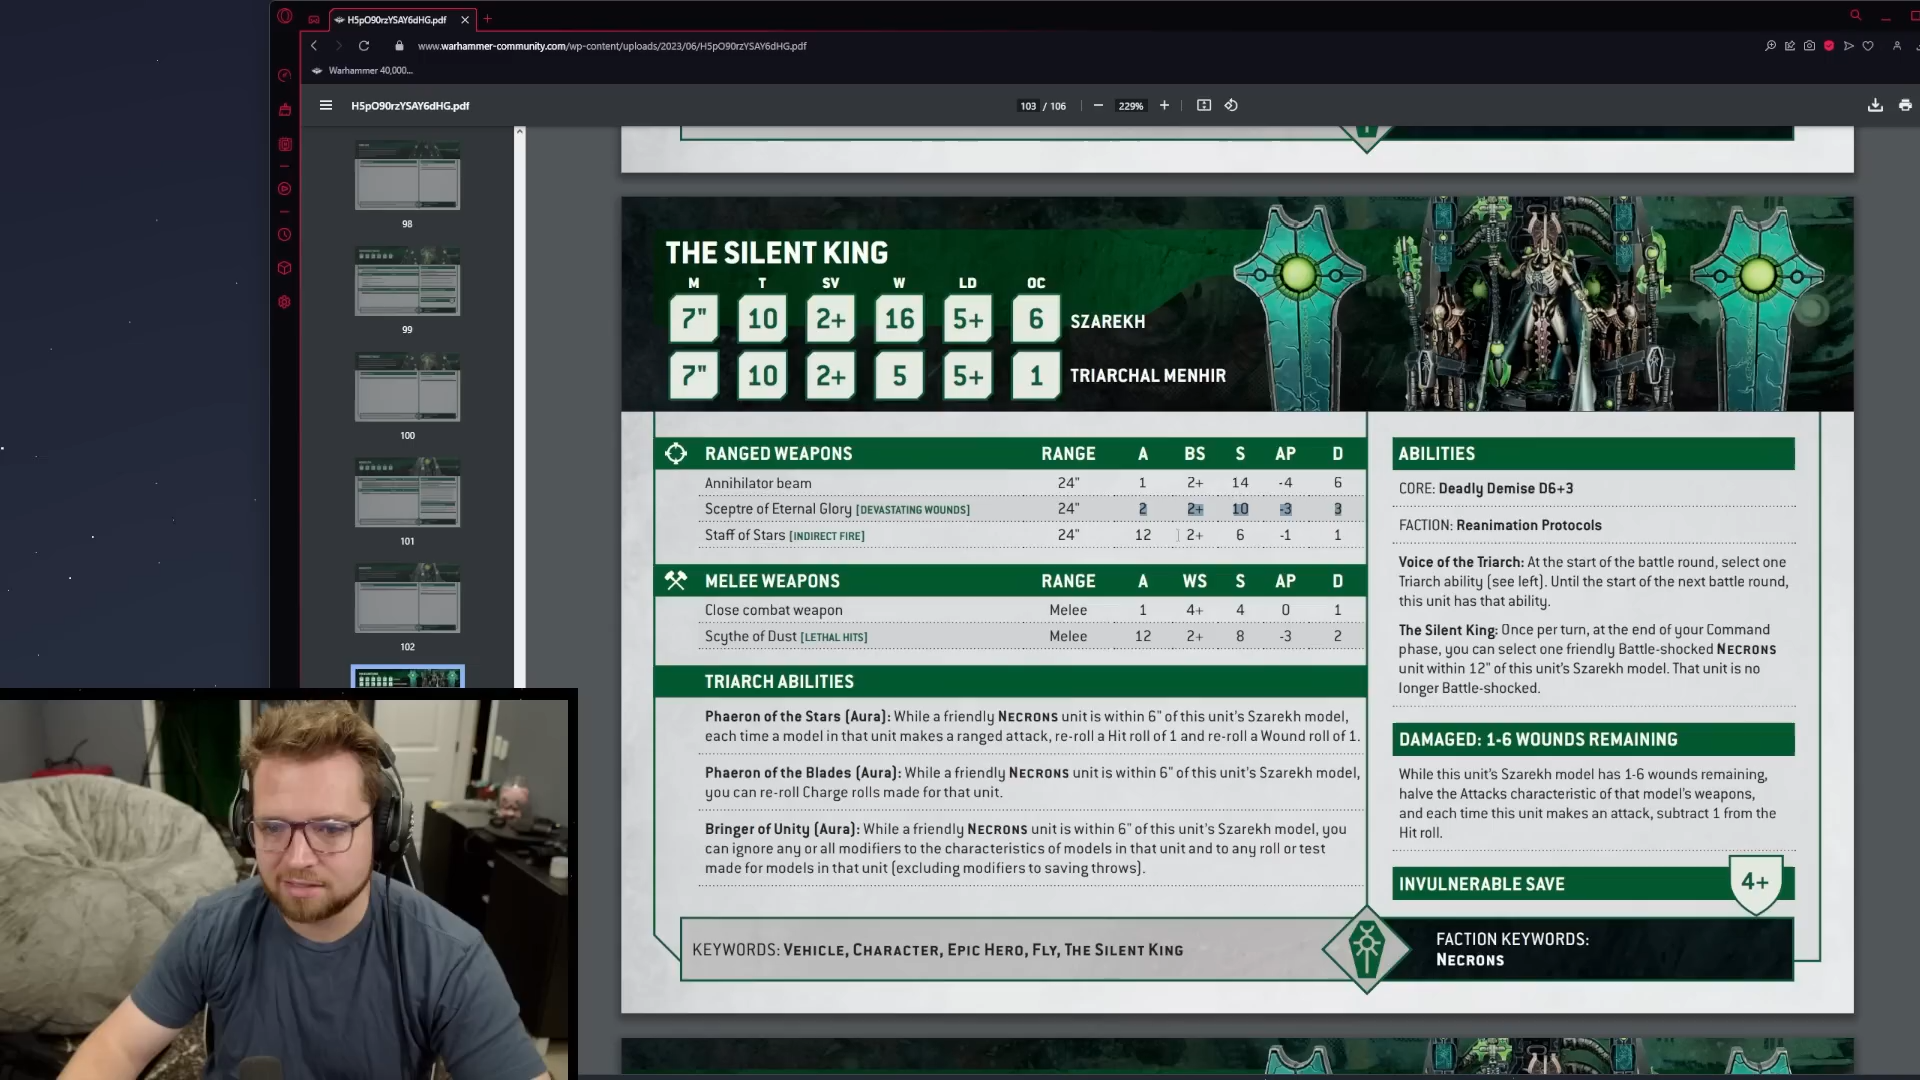 H5pO90rzYSAY6dHG.pdf
www.warhammer-community.com/wp-content/uploads/2023/06/H5pO90rzYSAY6dHG.pdf
Warhammer 40,000...
H5pO90rzYSAY6dHG.pdf
103 / 106
229%
98
99
100
101
102
THE SILENT KING
M T SV W LD OC
7" 10 2+ 16 5+ 6 SZAREKH
7" 10 2+ 5 5+ 1 TRIARCHAL MENHIR
RANGED WEAPONS RANGE A BS S AP D
Annihilator beam 24" 1 2+ 14 -4 6
Sceptre of Eternal Glory [DEVASTATING WOUNDS] 24" 2 2+ 10 -3 3
Staff of Stars [INDIRECT FIRE] 24" 12 2+ 6 -1 1
MELEE WEAPONS RANGE A WS S AP D
Close combat weapon Melee 1 4+ 4 0 1
Scythe of Dust [LETHAL HITS] Melee 12 2+ 8 -3 2
TRIARCH ABILITIES
Phaeron of the Stars (Aura): While a friendly NECRONS unit is within 6" of this unit's Szarekh model,
each time a model in that unit makes a ranged attack, re-roll a Hit roll of 1 and re-roll a Wound roll of 1.
Phaeron of the Blades (Aura): While a friendly NECRONS unit is within 6" of this unit's Szarekh model,
you can re-roll Charge rolls made for that unit.
Bringer of Unity (Aura): While a friendly NECRONS unit is within 6" of this unit's Szarekh model, you
can ignore any or all modifiers to the characteristics of models in that unit and to any roll or test
made for models in that unit (excluding modifiers to saving throws).
KEYWORDS: VEHICLE, CHARACTER, EPIC HERO, FLY, THE SILENT KING
ABILITIES
CORE: Deadly Demise D6+3
FACTION: Reanimation Protocols
Voice of the Triarch: At the start of the battle round, select one
Triarch ability (see left). Until the start of the next battle round,
this unit has that ability.
The Silent King: Once per turn, at the end of your Command
phase, you can select one friendly Battle-shocked NECRONS
unit within 12" of this unit's Szarekh model. That unit is no
longer Battle-shocked.
DAMAGED: 1-6 WOUNDS REMAINING
While this unit's Szarekh model has 1-6 wounds remaining,
halve the Attacks characteristic of that model's weapons,
and each time this unit makes an attack, subtract 1 from the
Hit roll.
INVULNERABLE SAVE 4+
FACTION KEYWORDS:
NECRONS